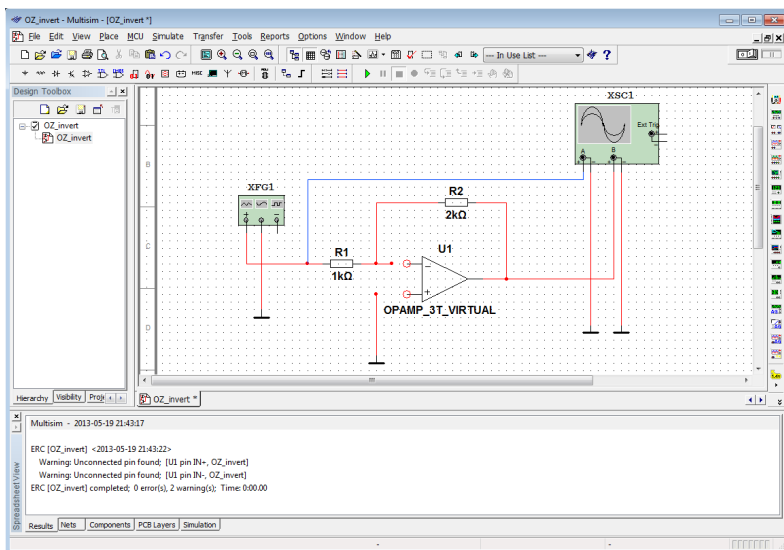 OZ_invert - Multisim - [OZ_invert *]
File Edit View Place MCU Simulate Transfer Tools Reports Options Window Help
--- In Use List ---
MISC
Design Toolbox
OZ_invert
OZ_invert
Hierarchy Visibility
B
C
D
XSC1
Ext Trig
A B
XFG1
R2
2kΩ
R1
1kΩ
U1
OPAMP_3T_VIRTUAL
OZ_invert *
Spreadsheet View
Multisim - 2013-05-19 21:43:17
ERC [OZ_invert] <2013-05-19 21:43:22>
Warning: Unconnected pin found; [U1 pin IN+, OZ_invert]
Warning: Unconnected pin found; [U1 pin IN-, OZ_invert]
ERC [OZ_invert] completed; 0 error(s), 2 warning(s); Time: 0:00.00
Results Nets Components PCB Layers Simulation